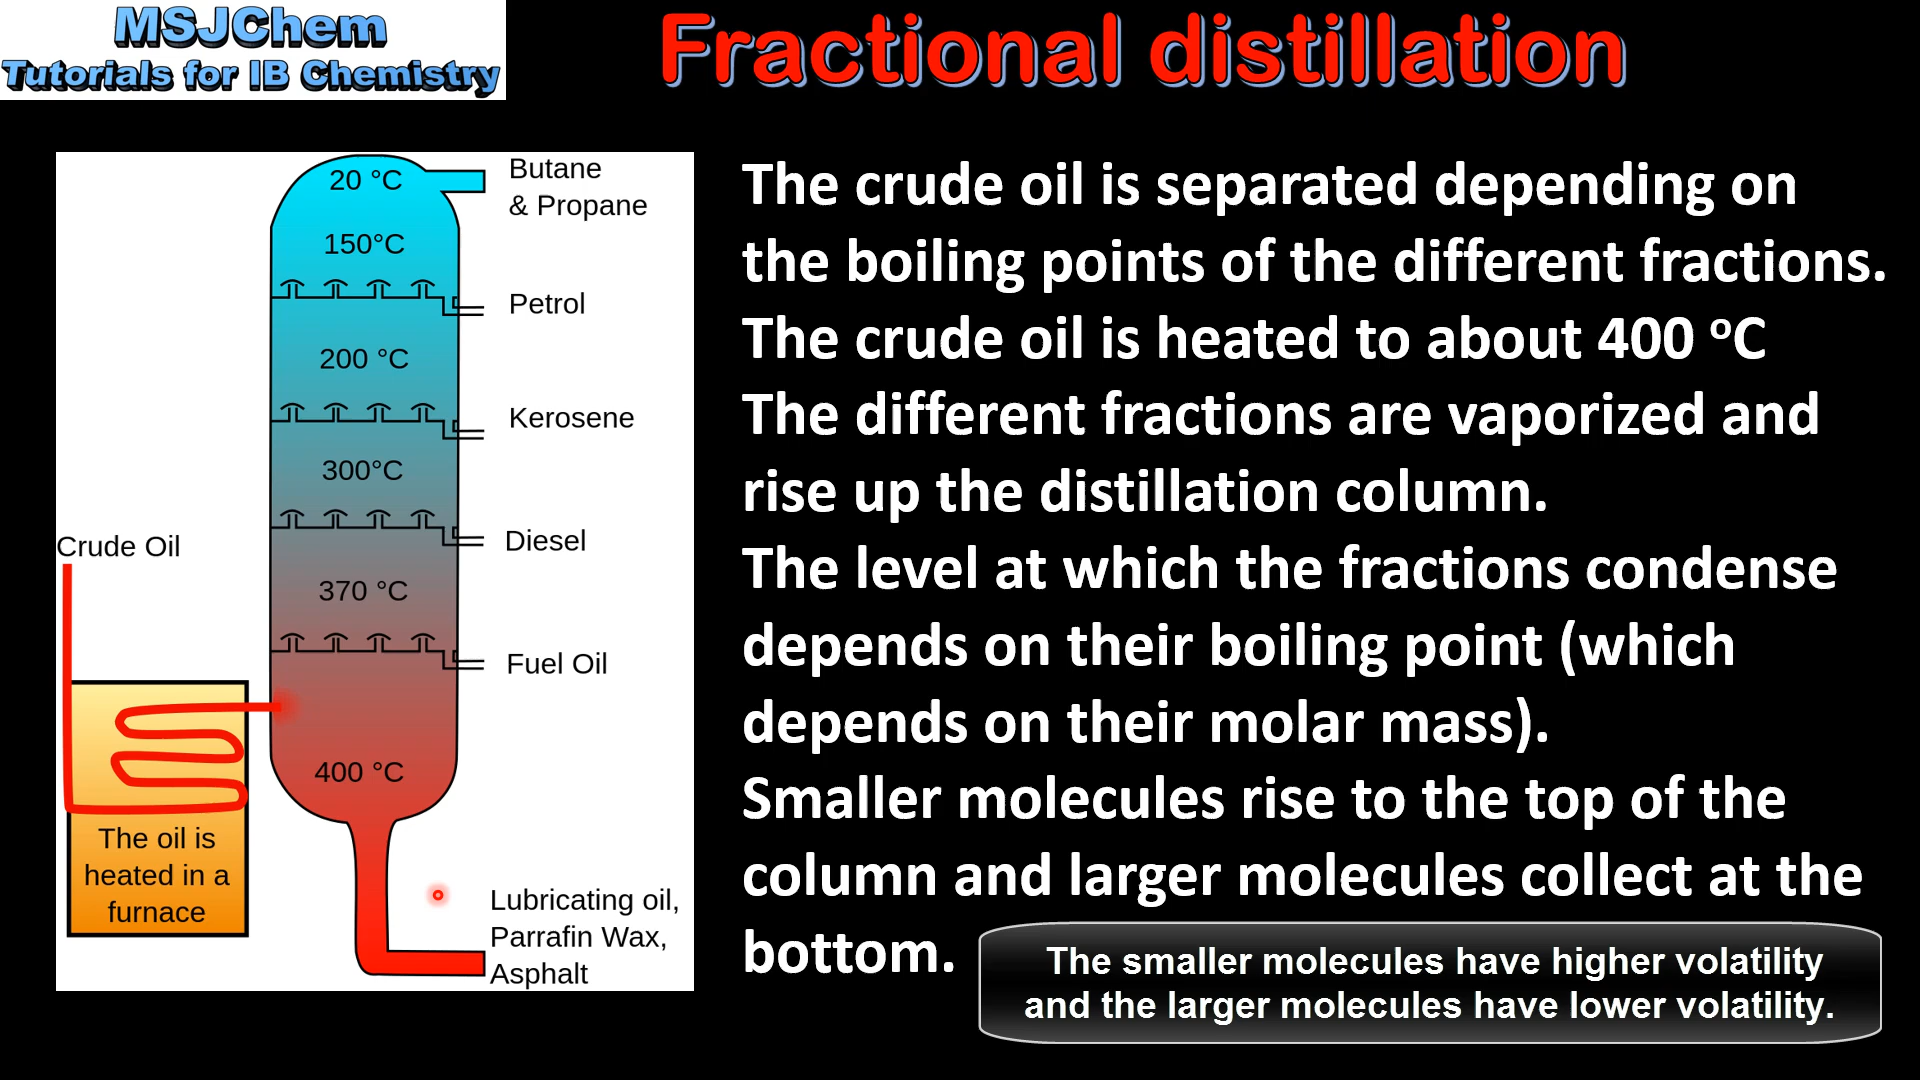 MSJChem
Tutorials for IB Chemistry
Fractional distillation
20 °C
Butane
& Propane
150°C
Petrol
200 °C
Kerosene
300°C
Diesel
Crude Oil
370 °C
Fuel Oil
400 °C
The oil is
heated in a
furnace
Lubricating oil,
Parrafin Wax,
Asphalt
The crude oil is separated depending on
the boiling points of the different fractions.
The crude oil is heated to about 400 ºC
The different fractions are vaporized and
rise up the distillation column.
The level at which the fractions condense
depends on their boiling point (which
depends on their molar mass).
Smaller molecules rise to the top of the
column and larger molecules collect at the
bottom.
The smaller molecules have higher volatility
and the larger molecules have lower volatility.